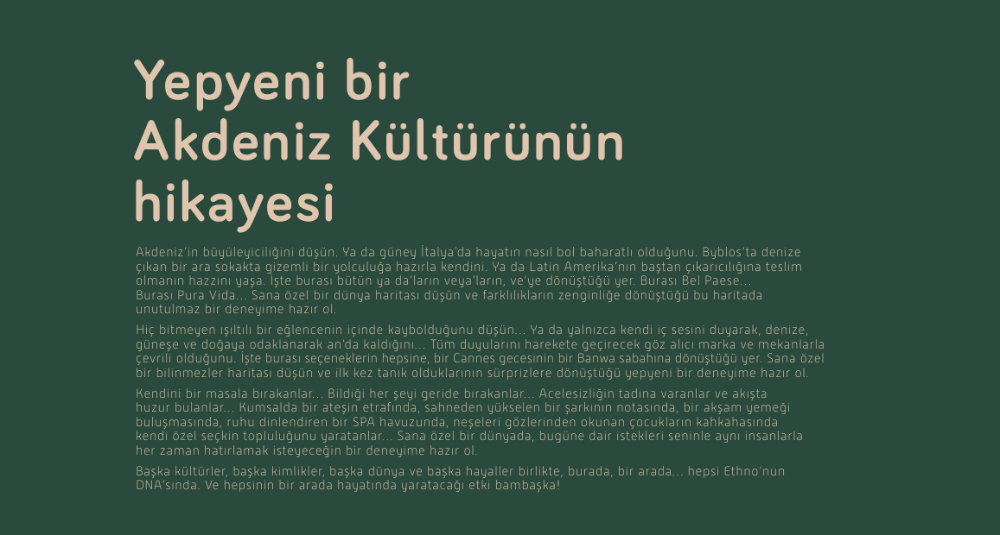 Yepyeni bir
Akdeniz Kültürünün
hikayesi
Akdeniz'in büyüleyiciliğini düşün. Ya da güney İtalya'da hayatın nasıl bol baharatlı olduğunu. Byblos'ta denize
çıkan bir ara sokakta gizemli bir yolculuğa hazırla kendini. Ya da Latin Amerika'nın baştan çıkarıcılığına teslim
olmanın hazzını yaşa. İşte burası bütün ya da'ların veya'ların, ve'ye dönüştüğü yer. Burası Bel Paese...
Burası Pura Vida... Sana özel bir dünya haritası düşün ve farklılıkların zenginliğe dönüştüğü bu haritada
unutulmaz bir deneyime hazır ol.
Hiç bitmeyen ışıltılı bir eğlencenin içinde kaybolduğunu düşün... Ya da yalnızca kendi iç sesini duyarak, denize,
güneşe ve doğaya odaklanarak an'da kaldığını... Tüm duyularını harekete geçirecek göz alıcı marka ve mekanlarla
çevrili olduğunu. İşte burası seçeneklerin hepsine, bir Cannes gecesinin bir Banwa sabahına dönüştüğü yer. Sana özel
bir bilinmezler haritası düşün ve ilk kez tanık olduklarının sürprizlere dönüştüğü yepyeni bir deneyime hazır ol.
Kendini bir masala bırakanlar... Bildiği her şeyi geride bırakanlar... Acelesizliğin tadına varanlar ve akışta
huzur bulanlar... Kumsalda bir ateşin etrafında, sahneden yükselen bir şarkının notasında, bir akşam yemeği
buluşmasında, ruhu dinlendiren bir SPA havuzunda, neşeleri gözlerinden okunan çocukların kahkahasında
kendi özel seçkin topluluğunu yaratanlar... Sana özel bir dünyada, bugüne dair istekleri seninle aynı insanlarla
her zaman hatırlamak isteyeceğin bir deneyime hazır ol.
Başka kültürler, başka kimlikler, başka dünya ve başka hayaller birlikte, burada, bir arada... hepsi Ethno'nun
DNA'sında. Ve hepsinin bir arada hayatında yaratacağı etki bambaşka!